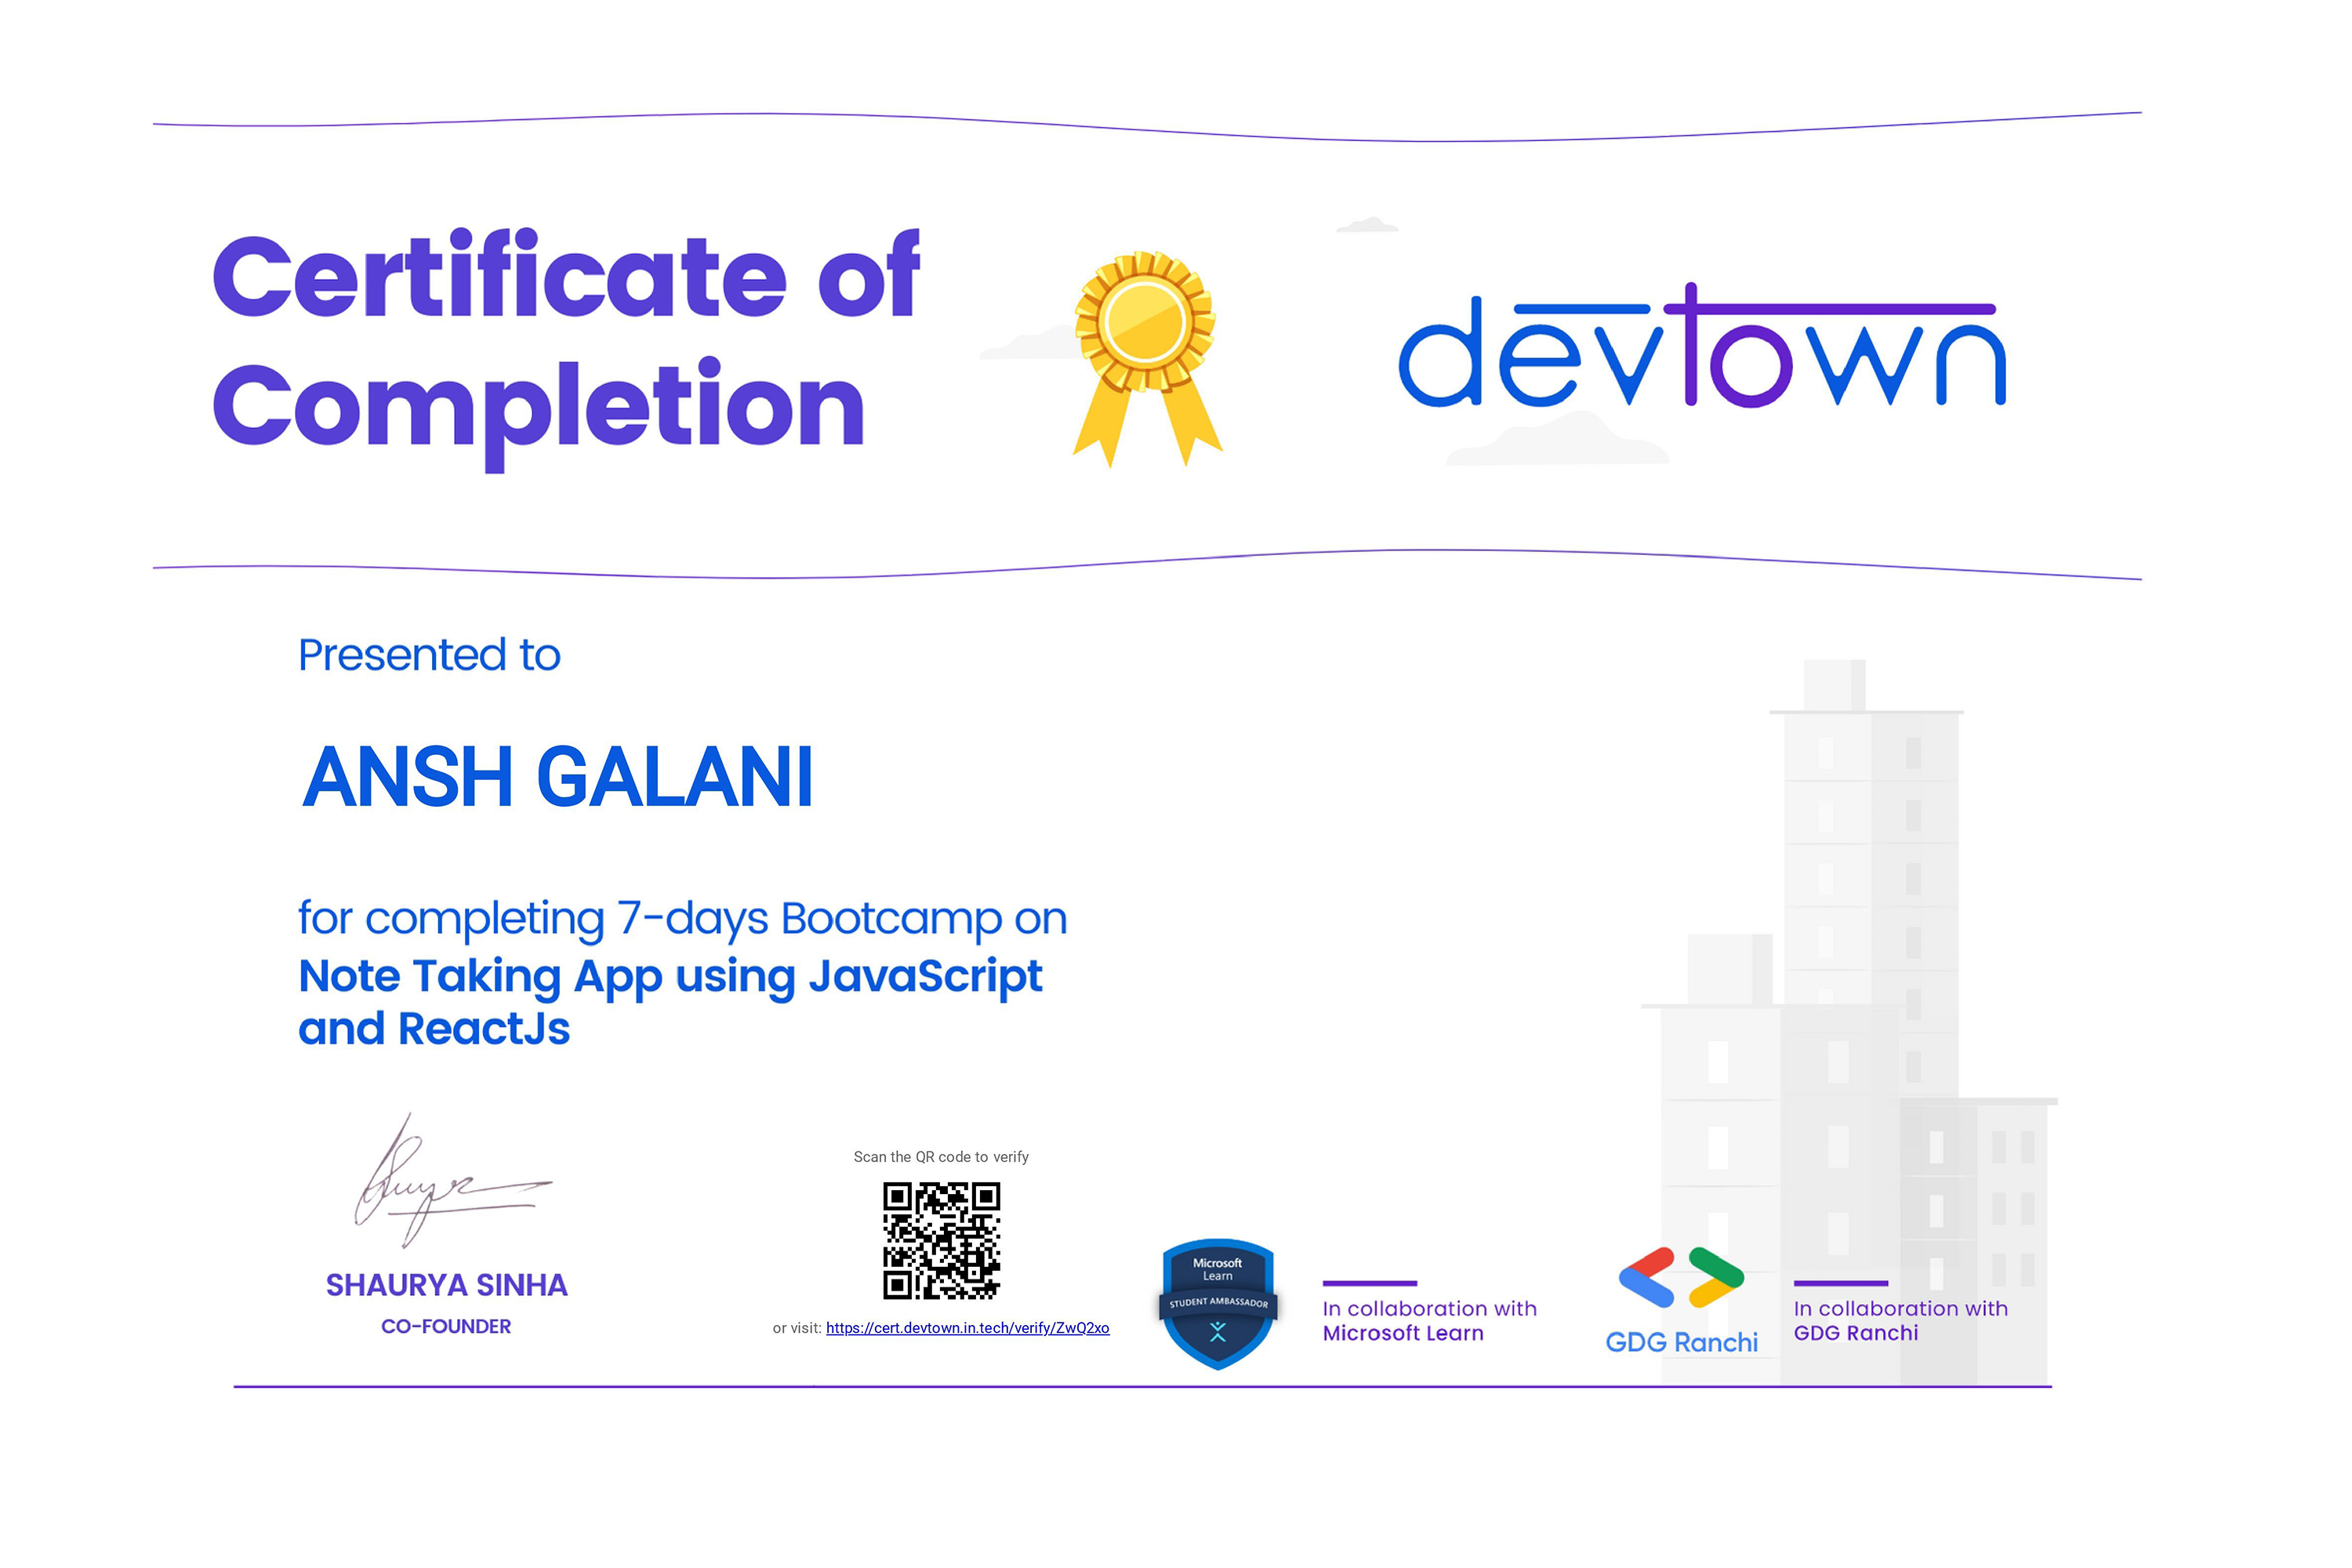 Certificate of
Completion
devtown
Presented to
ANSH GALANI
for completing 7-days Bootcamp on
Note Taking App using JavaScript
and ReactJs
SHAURYA SINHA
CO-FOUNDER
Scan the QR code to verify
or visit: https://cert.devtown.in.tech/verify/ZwQ2xo
Microsoft
Learn
STUDENT AMBASSADOR
In collaboration with
Microsoft Learn
GDG Ranchi
In collaboration with
GDG Ranchi